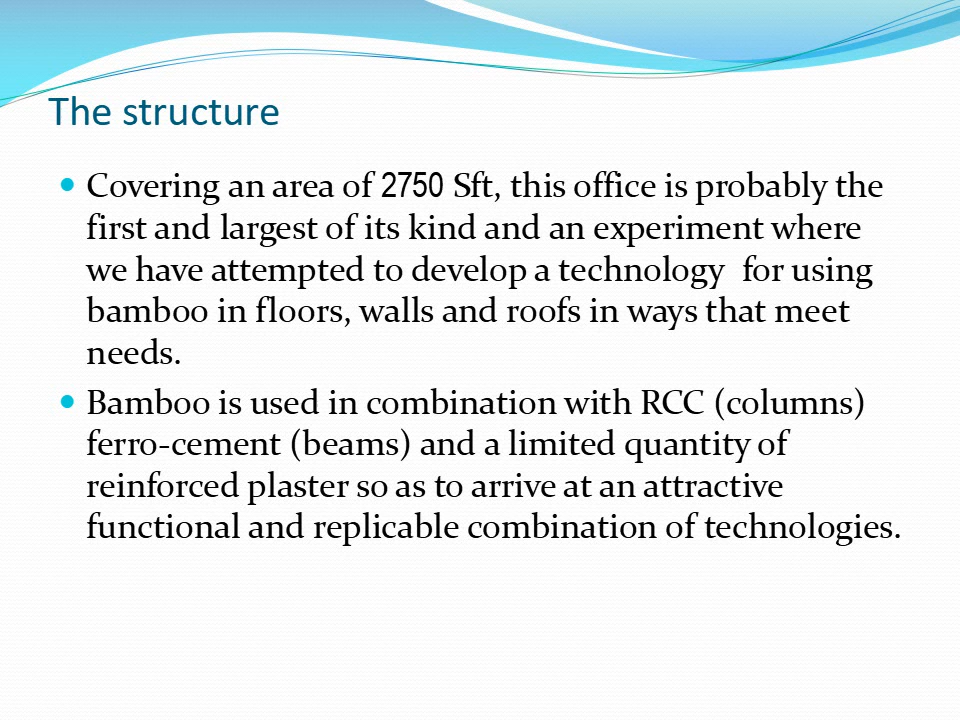 The structure
Covering an area of 2750 Sft, this office is probably the
first and largest of its kind and an experiment where
we have attempted to develop a technology  for using
bamboo in floors, walls and roofs in ways that meet
needs.
Bamboo is used in combination with RCC (columns)
ferro-cement (beams) and a limited quantity of
reinforced plaster so as to arrive at an attractive
functional and replicable combination of technologies.